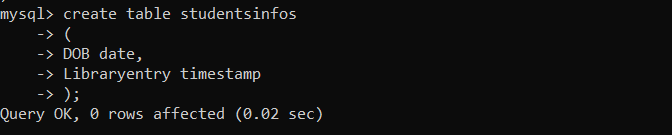 mysql> create table studentsinfos
    -> (
    -> DOB date,
    -> Libraryentry timestamp
    -> );
Query OK, 0 rows affected (0.02 sec)